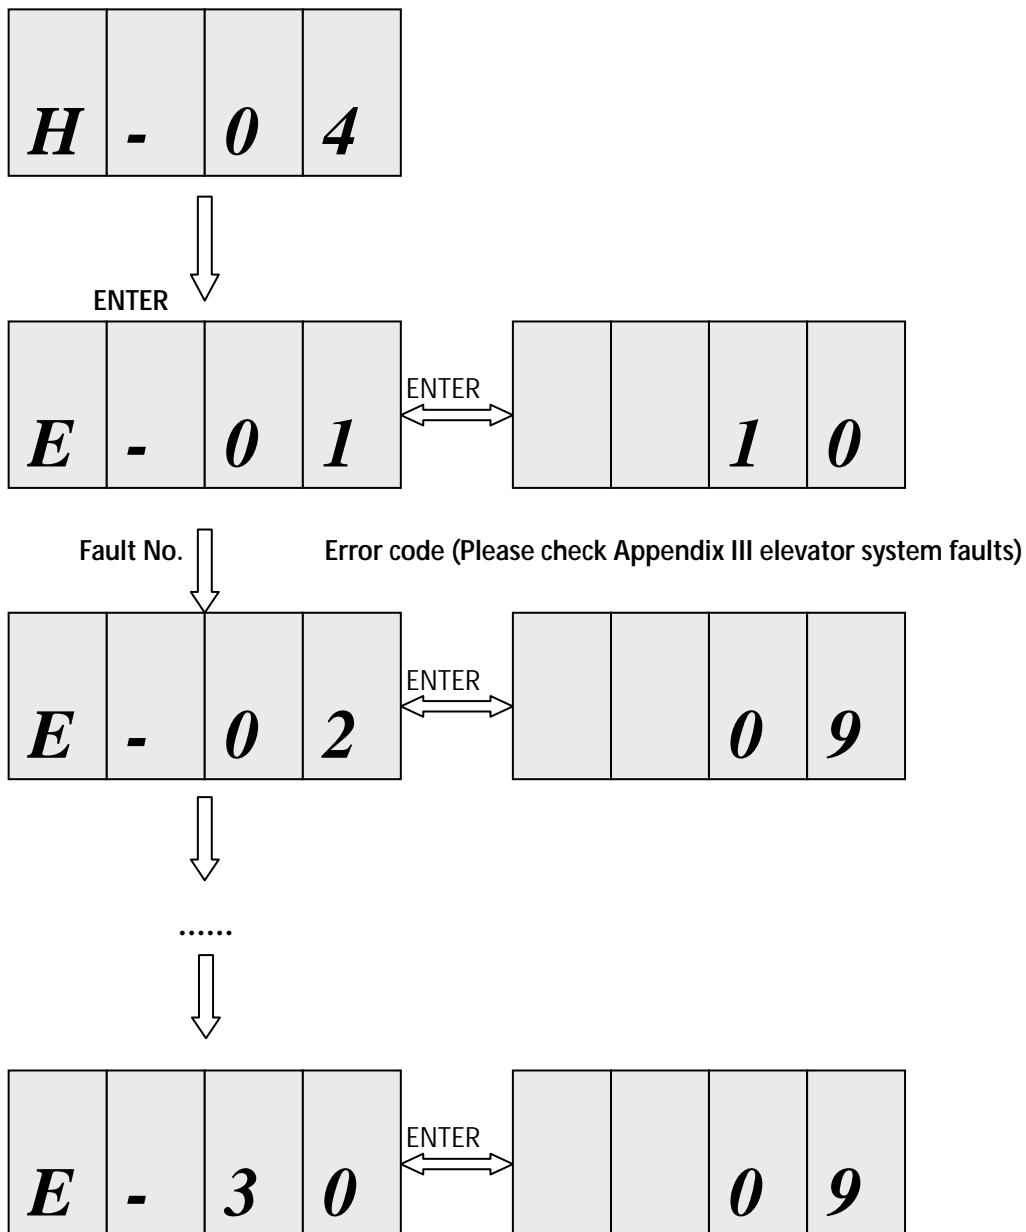 H - 0 4
ENTER
E - 0 1 ENTER 1 0
Fault No. Error code (Please check Appendix III elevator system faults)
E - 0 2 ENTER 0 9
......
E - 3 0 ENTER 0 9